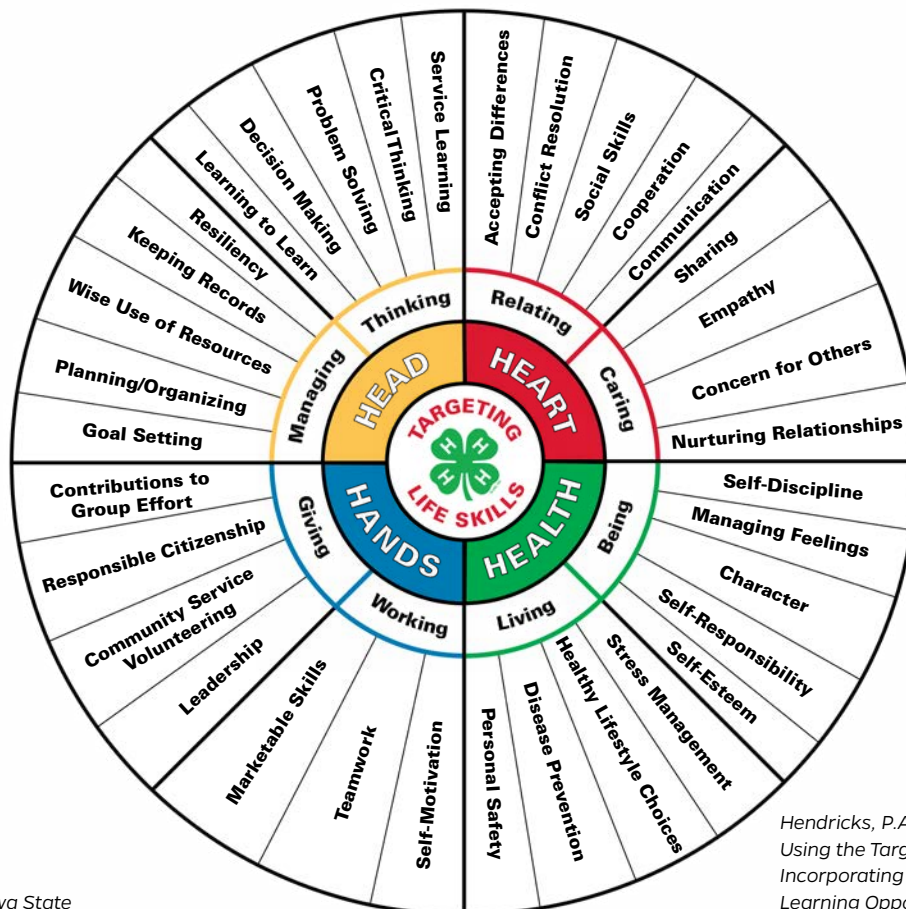 TARGETING
LIFE SKILLS
H
H
H
H
HEAD
HEART
HEALTH
HANDS
Thinking
Service Learning
Critical Thinking
Problem Solving
Decision Making
Learning to Learn
Managing
Resiliency
Keeping Records
Wise Use of Resources
Planning/Organizing
Goal Setting
Relating
Accepting Differences
Conflict Resolution
Social Skills
Cooperation
Communication
Caring
Sharing
Empathy
Concern for Others
Nurturing Relationships
Being
Self-Discipline
Managing Feelings
Character
Self-Responsibility
Self-Esteem
Living
Stress Management
Healthy Lifestyle Choices
Disease Prevention
Personal Safety
Working
Self-Motivation
Teamwork
Marketable Skills
Giving
Leadership
Community Service
Volunteering
Responsible Citizenship
Contributions to
Group Effort
Hendricks, P.A
Using the Targ
Incorporating
Learning Oppo
State